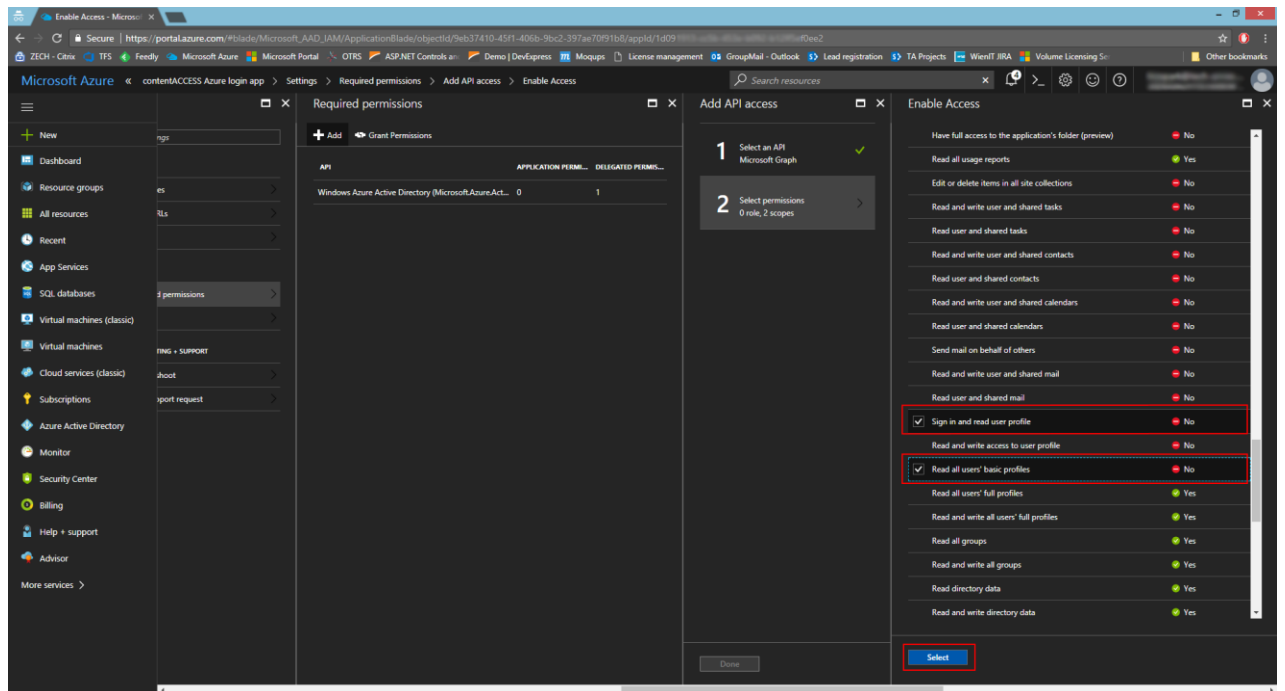 Enable Access - Microsof
Secure | https://portal.azure.com/#blade/Microsoft_AAD_IAM/ApplicationBlade/objectId/9eb37410-45f1-406b-9bc2-397ae70f91b8/appId/1d09 0ee2
ZECH - Citrix TFS Feedly Microsoft Azure Microsoft Portal OTRS ASP.NET Controls and Demo | DevExpress Moqups License management GroupMail - Outlook Lead registration TA Projects WienIT JIRA Volume Licensing Ser Other bookmarks
Microsoft Azure « contentACCESS Azure login app > Settings > Required permissions > Add API access > Enable Access
Search resources
New
Dashboard
Resource groups
All resources
Recent
App Services
SQL databases
Virtual machines (classic)
Virtual machines
Cloud services (classic)
Subscriptions
Azure Active Directory
Monitor
Security Center
Billing
Help + support
Advisor
More services >
ngs
es
RLs
d permissions
TING + SUPPORT
shoot
pport request
Required permissions
Add Grant Permissions
API APPLICATION PERMI... DELEGATED PERMIS...
Windows Azure Active Directory (Microsoft.Azure.Act... 0 1
Add API access
1 Select an API
Microsoft Graph
2 Select permissions
0 role, 2 scopes
Done
Enable Access
Have full access to the application's folder (preview) No
Read all usage reports Yes
Edit or delete items in all site collections No
Read and write user and shared tasks No
Read user and shared tasks No
Read and write user and shared contacts No
Read user and shared contacts No
Read and write user and shared calendars No
Read user and shared calendars No
Send mail on behalf of others No
Read and write user and shared mail No
Read user and shared mail No
Sign in and read user profile No
Read and write access to user profile No
Read all users' basic profiles No
Read all users' full profiles Yes
Read and write all users' full profiles Yes
Read all groups Yes
Read and write all groups Yes
Read directory data Yes
Read and write directory data Yes
Select